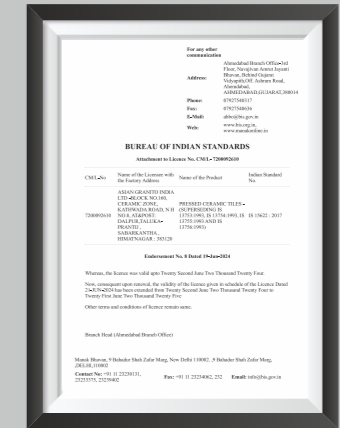 For any other
communication
Ahmadabad Branch Office-3rd
Floor, Navajivan Amrut Jayanti
Bhavan, Behind Gujarat
Address: Vidyapith,Off. Ashram Road,
Ahmedabad,
AHMEDABAD,GUJARAT,380014
Phone: 07927540317
Fax: 07927540636
E-Mail: ahbo@bis.gov.in
Web: www.bis.org.in,
www.manakonline.in
BUREAU OF INDIAN STANDARDS
Attachment to Licence No. CM/L- 7200092610
CM/L-No Name of the Licensee with the Factory Address Name of the Product Indian Standard No.
ASIAN GRANITO INDIA
LTD -BLOCK NO.160,
CERAMIC ZONE, PRESSED CERAMIC TILES -
KATHWADA ROAD, N H (SUPERSEDING IS
7200092610 NO 8, AT&POST: 13753:1993, IS 13754:1993, IS IS 15622 : 2017
DALPUR,TALUKA- 13755:1993 AND IS
PRANTIJ , 13756:1993)
SABARKANTHA ,
HIMATNAGAR : 383120
Endorsement No. 8 Dated 19-Jun-2024
Whereas, the licence was valid upto Twenty Second June Two Thousand Twenty Four
Now, consequent upon renewal, the validity of the licence given in schedule of the Licence Dated
23-JUN-2024 has been extended from Twenty Second June Two Thousand Twenty Four to
Twenty First June Two Thousand Twenty Five
Other terms and conditions of licence remain same.
Branch Head (Ahmadabad Branch Office)
Manak Bhavan, 9 Bahadur Shah Zafar Marg, New Delhi 110002. ,9 Bahadur Shah Zafar Marg,
,DELHI,110002
Contact No: +91 11 23230131, 23233375, 23239402 Fax: +91 11 23234062, 232 Email: info@bis.gov.in